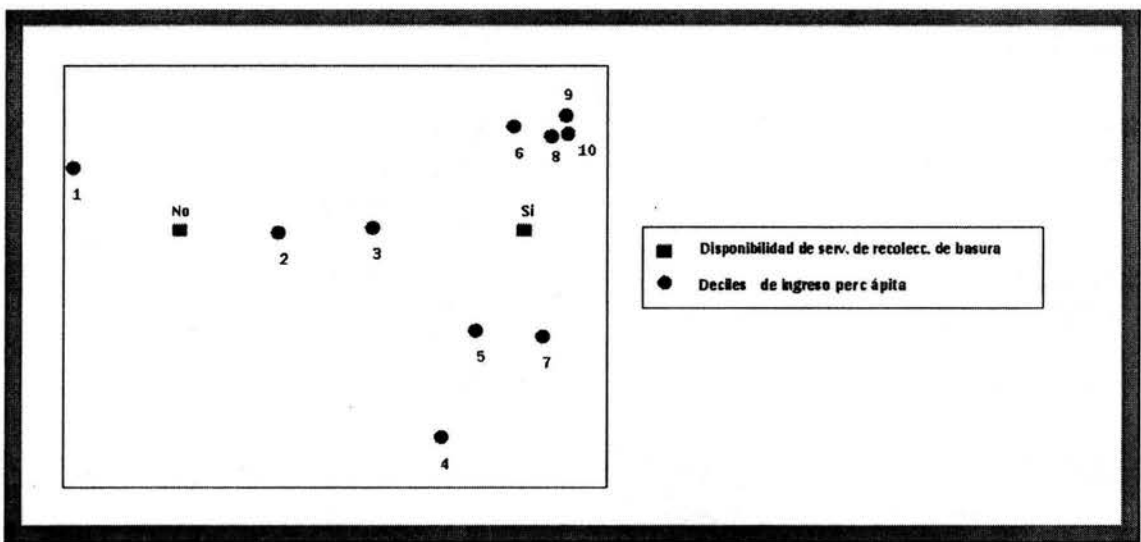 9
6
8
10
1
No
Si
2
3
Disponibilidad de serv. de recolecc. de basura
Deciles de ingreso perc ápita
5
7
4